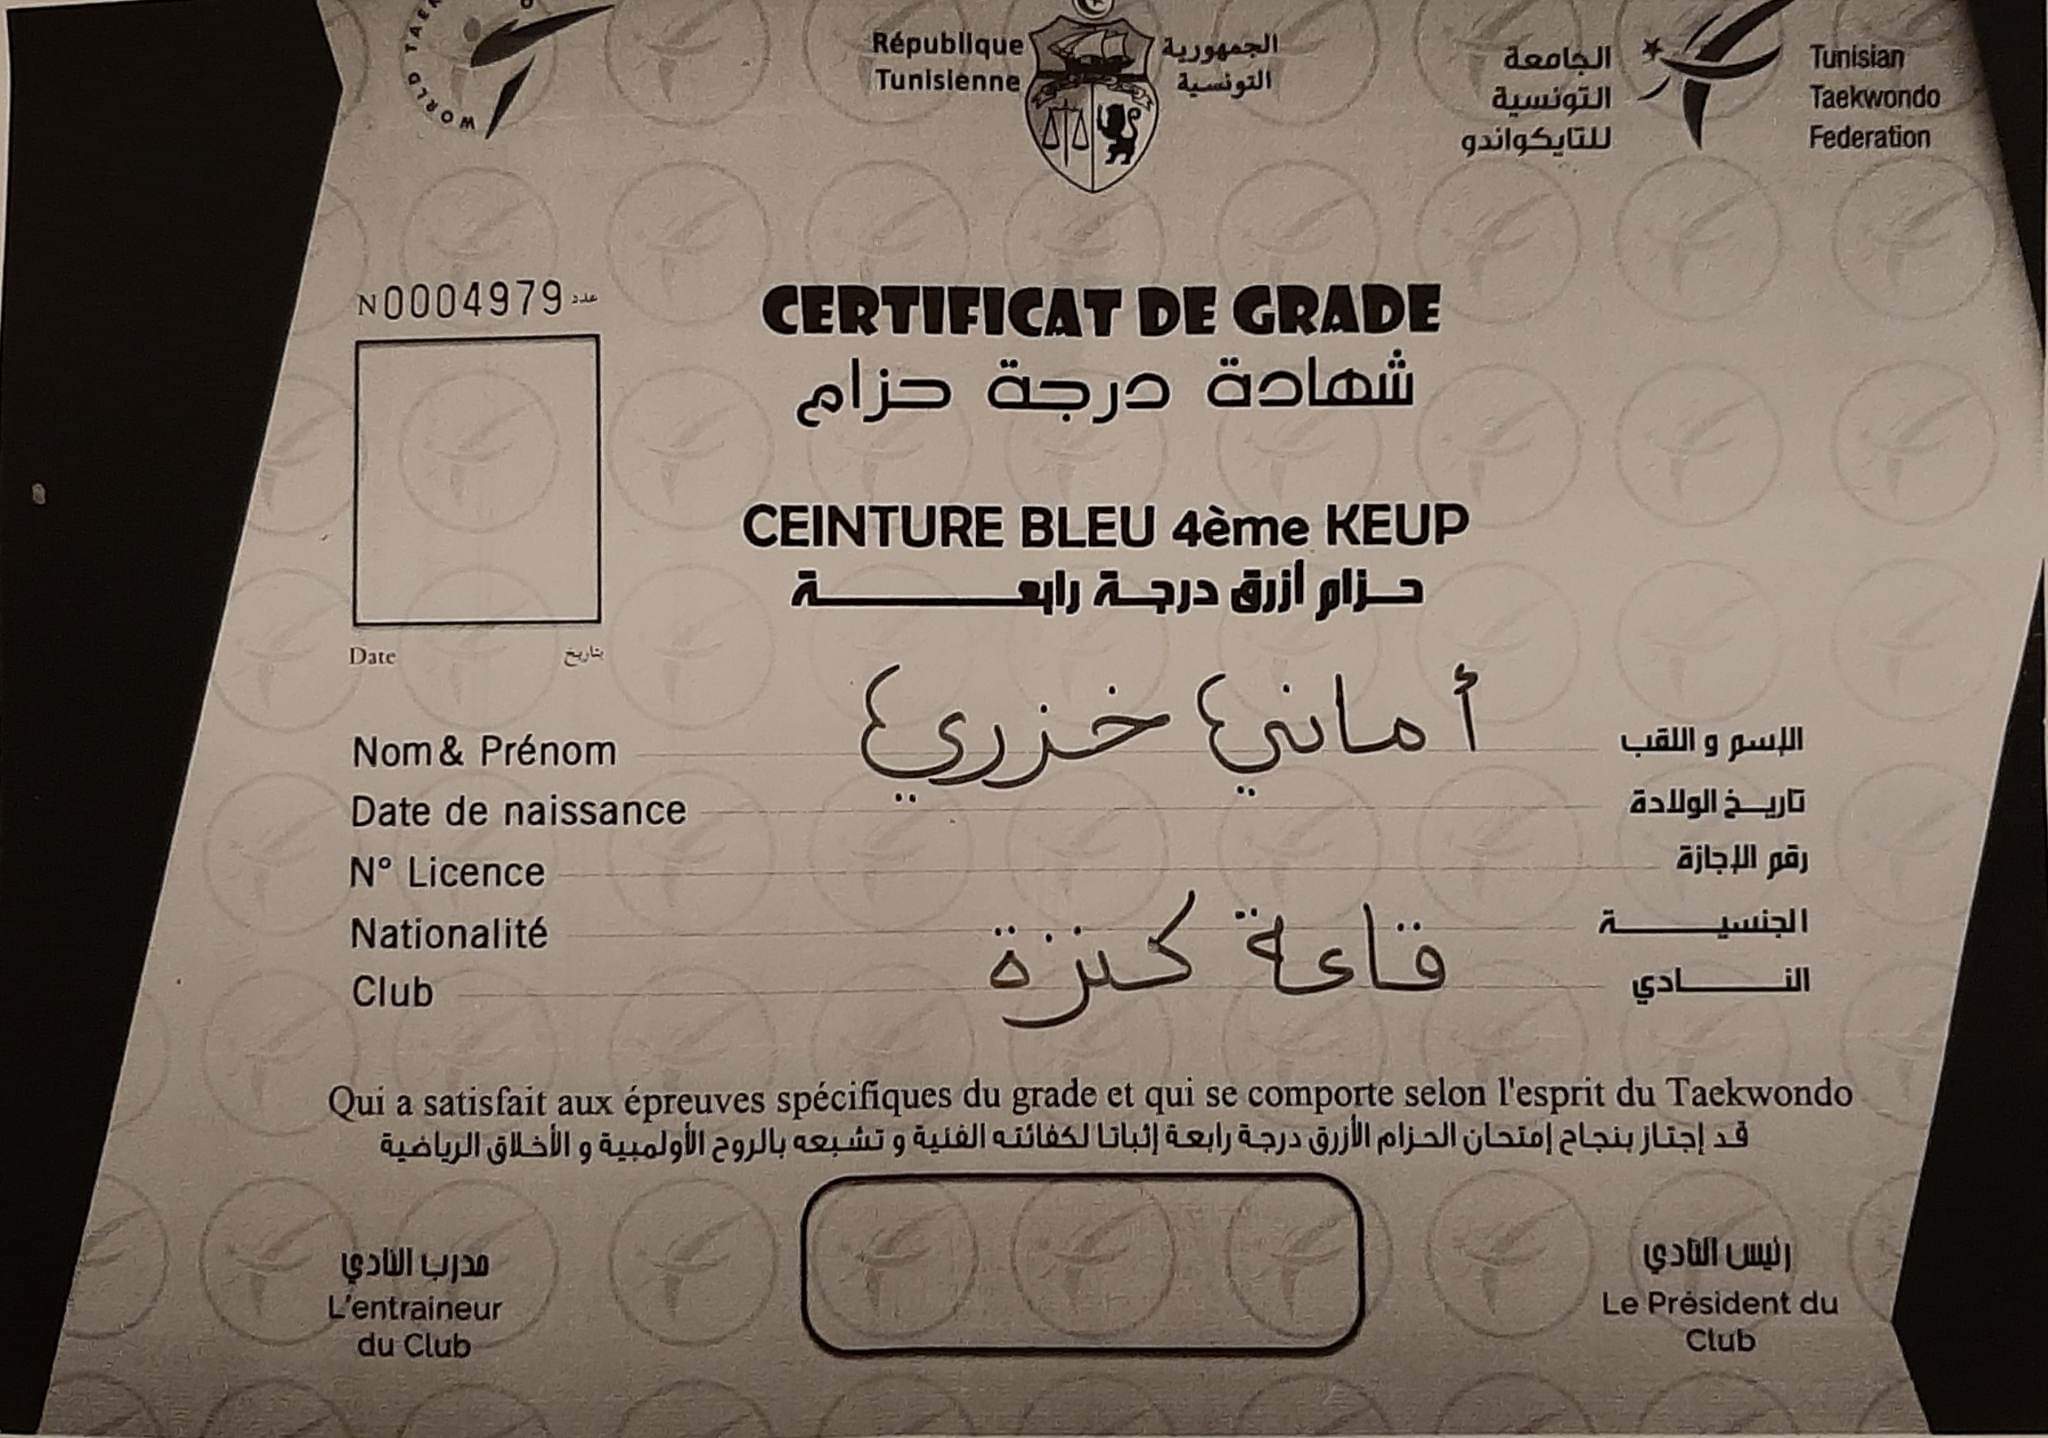 WORLD TAEK
République Tunisienne
الجمهورية التونسية
الجامعة التونسية للتايكواندو
Tunisian Taekwondo Federation
N0004979 عدد
CERTIFICAT DE GRADE
شهادة درجة حزام
CEINTURE BLEU 4ème KEUP
حزام أزرق درجة رابعة
Date بتاريخ
Nom & Prénom أماني خزري الإسم و اللقب
Date de naissance تاريخ الولادة
N° Licence رقم الإجازة
Nationalité الجنسية
Club قاعة كنزة النادي
Qui a satisfait aux épreuves spécifiques du grade et qui se comporte selon l'esprit du Taekwondo
قد إجتاز بنجاح إمتحان الحزام الأزرق درجة رابعة إثباتا لكفائته الفنية و تشبعه بالروح الأولمبية و الأخلاق الرياضية
مدرب النادي
L'entraineur
du Club
رئيس النادي
Le Président du
Club